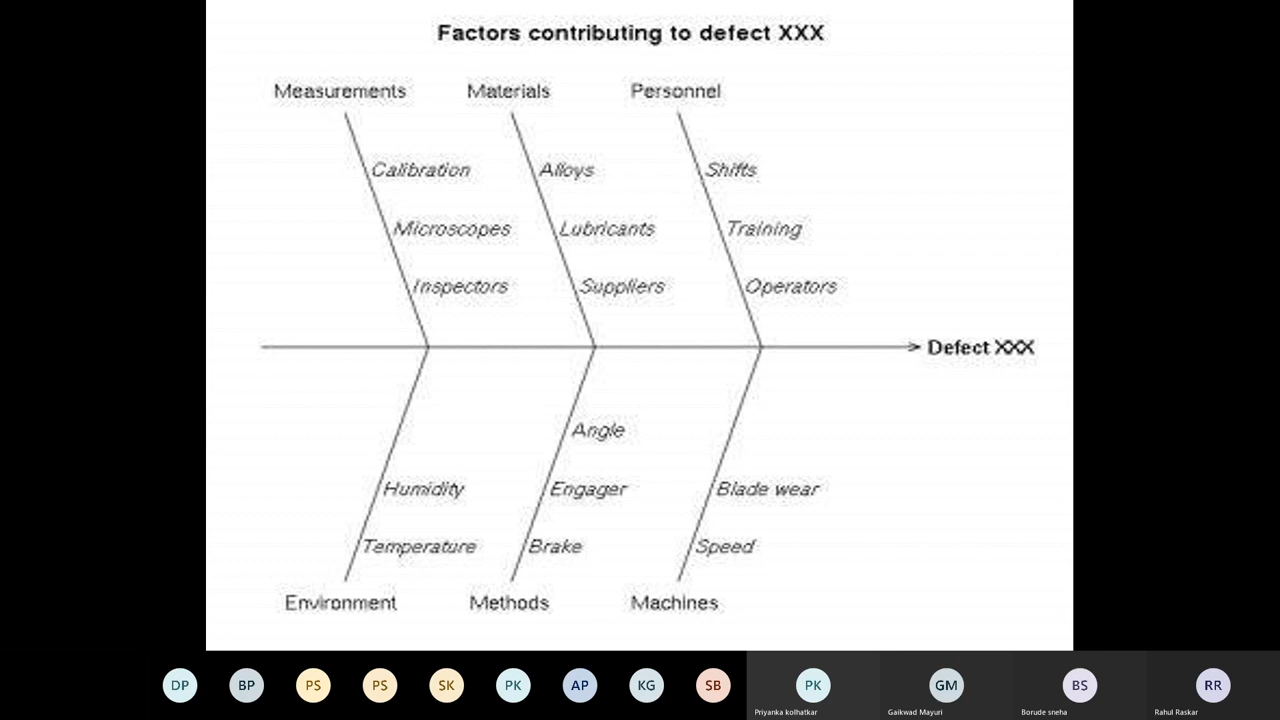 Factors contributing to defect XXX
Measurements Materials Personnel
Calibration Alloys Shifts
Microscopes Lubricants Training
Inspectors Suppliers Operators
Defect XXX
Angle
Humidity Engager Blade wear
Temperature Brake Speed
Environment Methods Machines
DP BP PS PS SK PK AP KG SB PK GM BS RR
Priyanka kolhatkar Gaikwad Mayuri Borude sneha Rahul Raskar